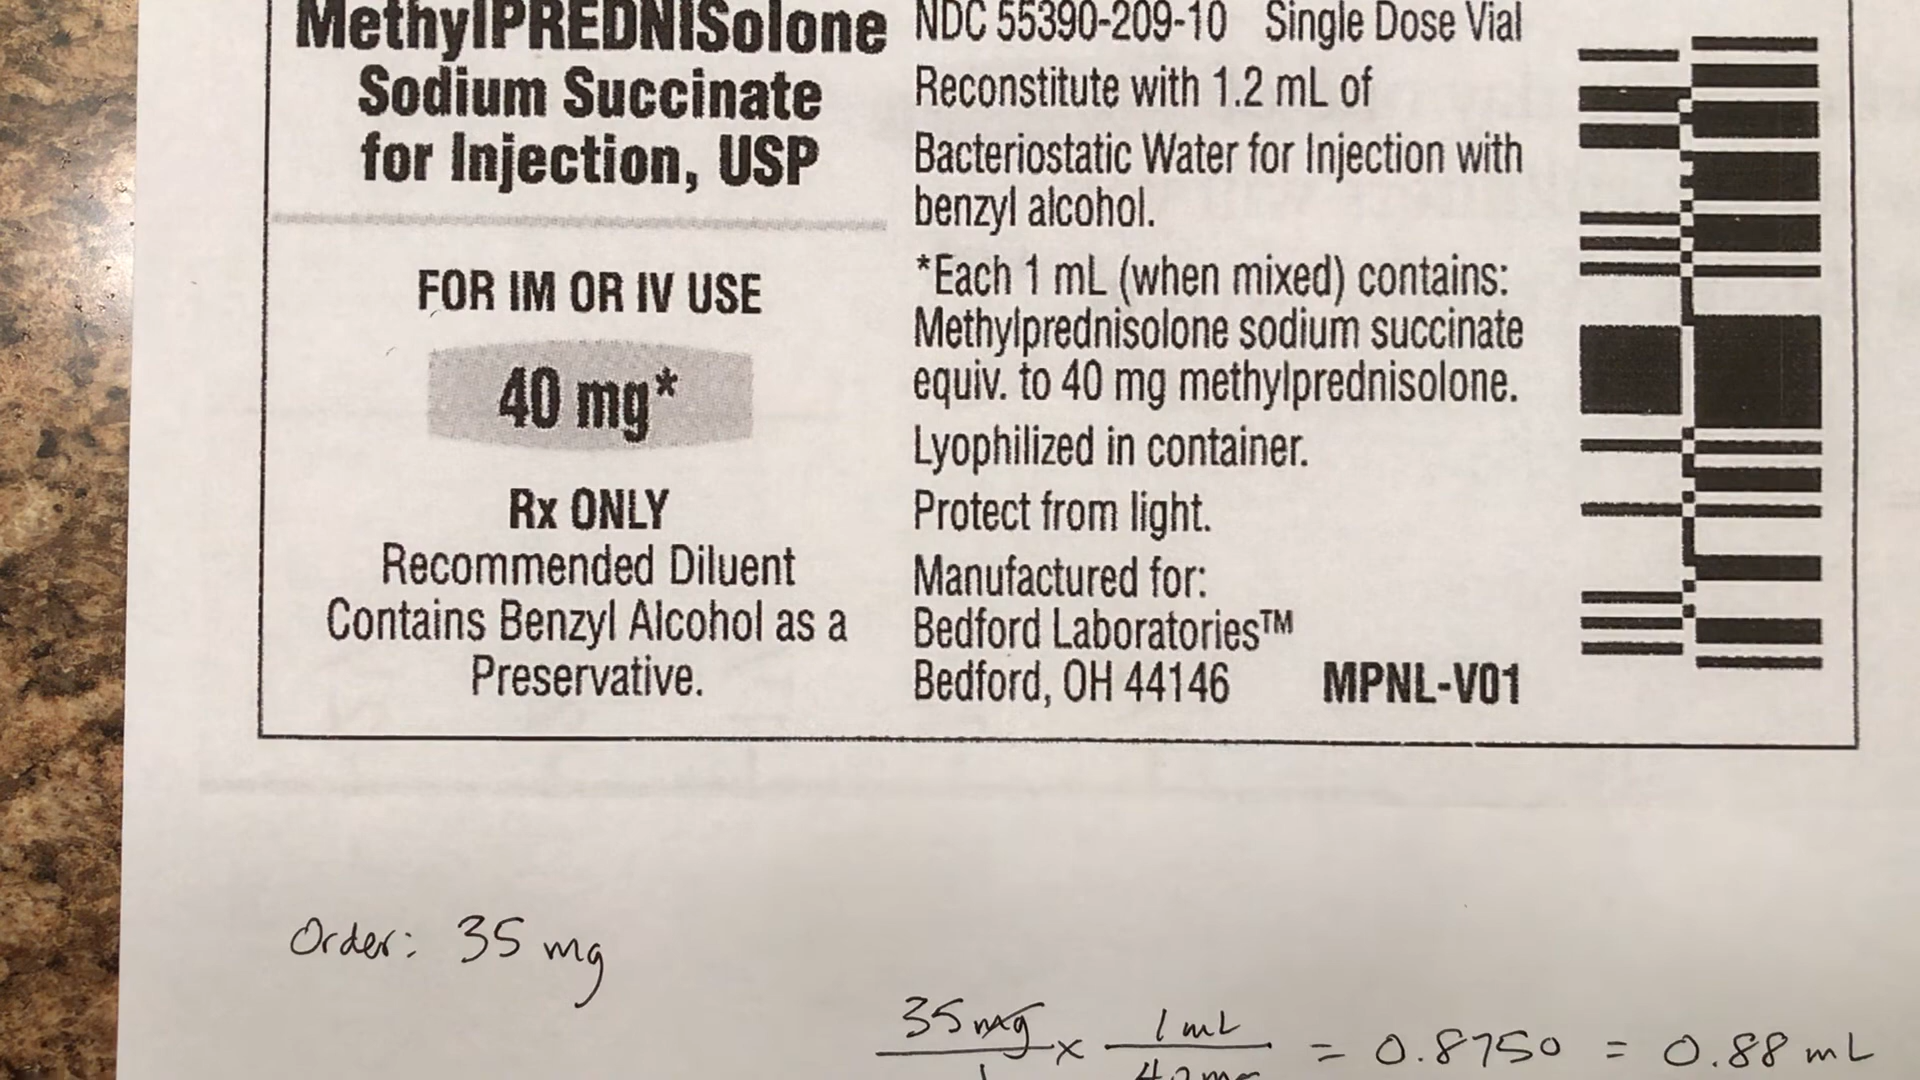 MethylPREDNISolone
Sodium Succinate
for Injection, USP
FOR IM OR IV USE
40 mg*
Rx ONLY
Recommended Diluent
Contains Benzyl Alcohol as a
Preservative.
NDC 55390-209-10 Single Dose Vial
Reconstitute with 1.2 mL of
Bacteriostatic Water for Injection with
benzyl alcohol.
*Each 1 mL (when mixed) contains:
Methylprednisolone sodium succinate
equiv. to 40 mg methylprednisolone.
Lyophilized in container.
Protect from light.
Manufactured for:
Bedford Laboratories™
Bedford, OH 44146 MPNL-V01
Order: 35 mg
35 mg × 1 mL = 0.8750 = 0.88 mL
1 40 mg